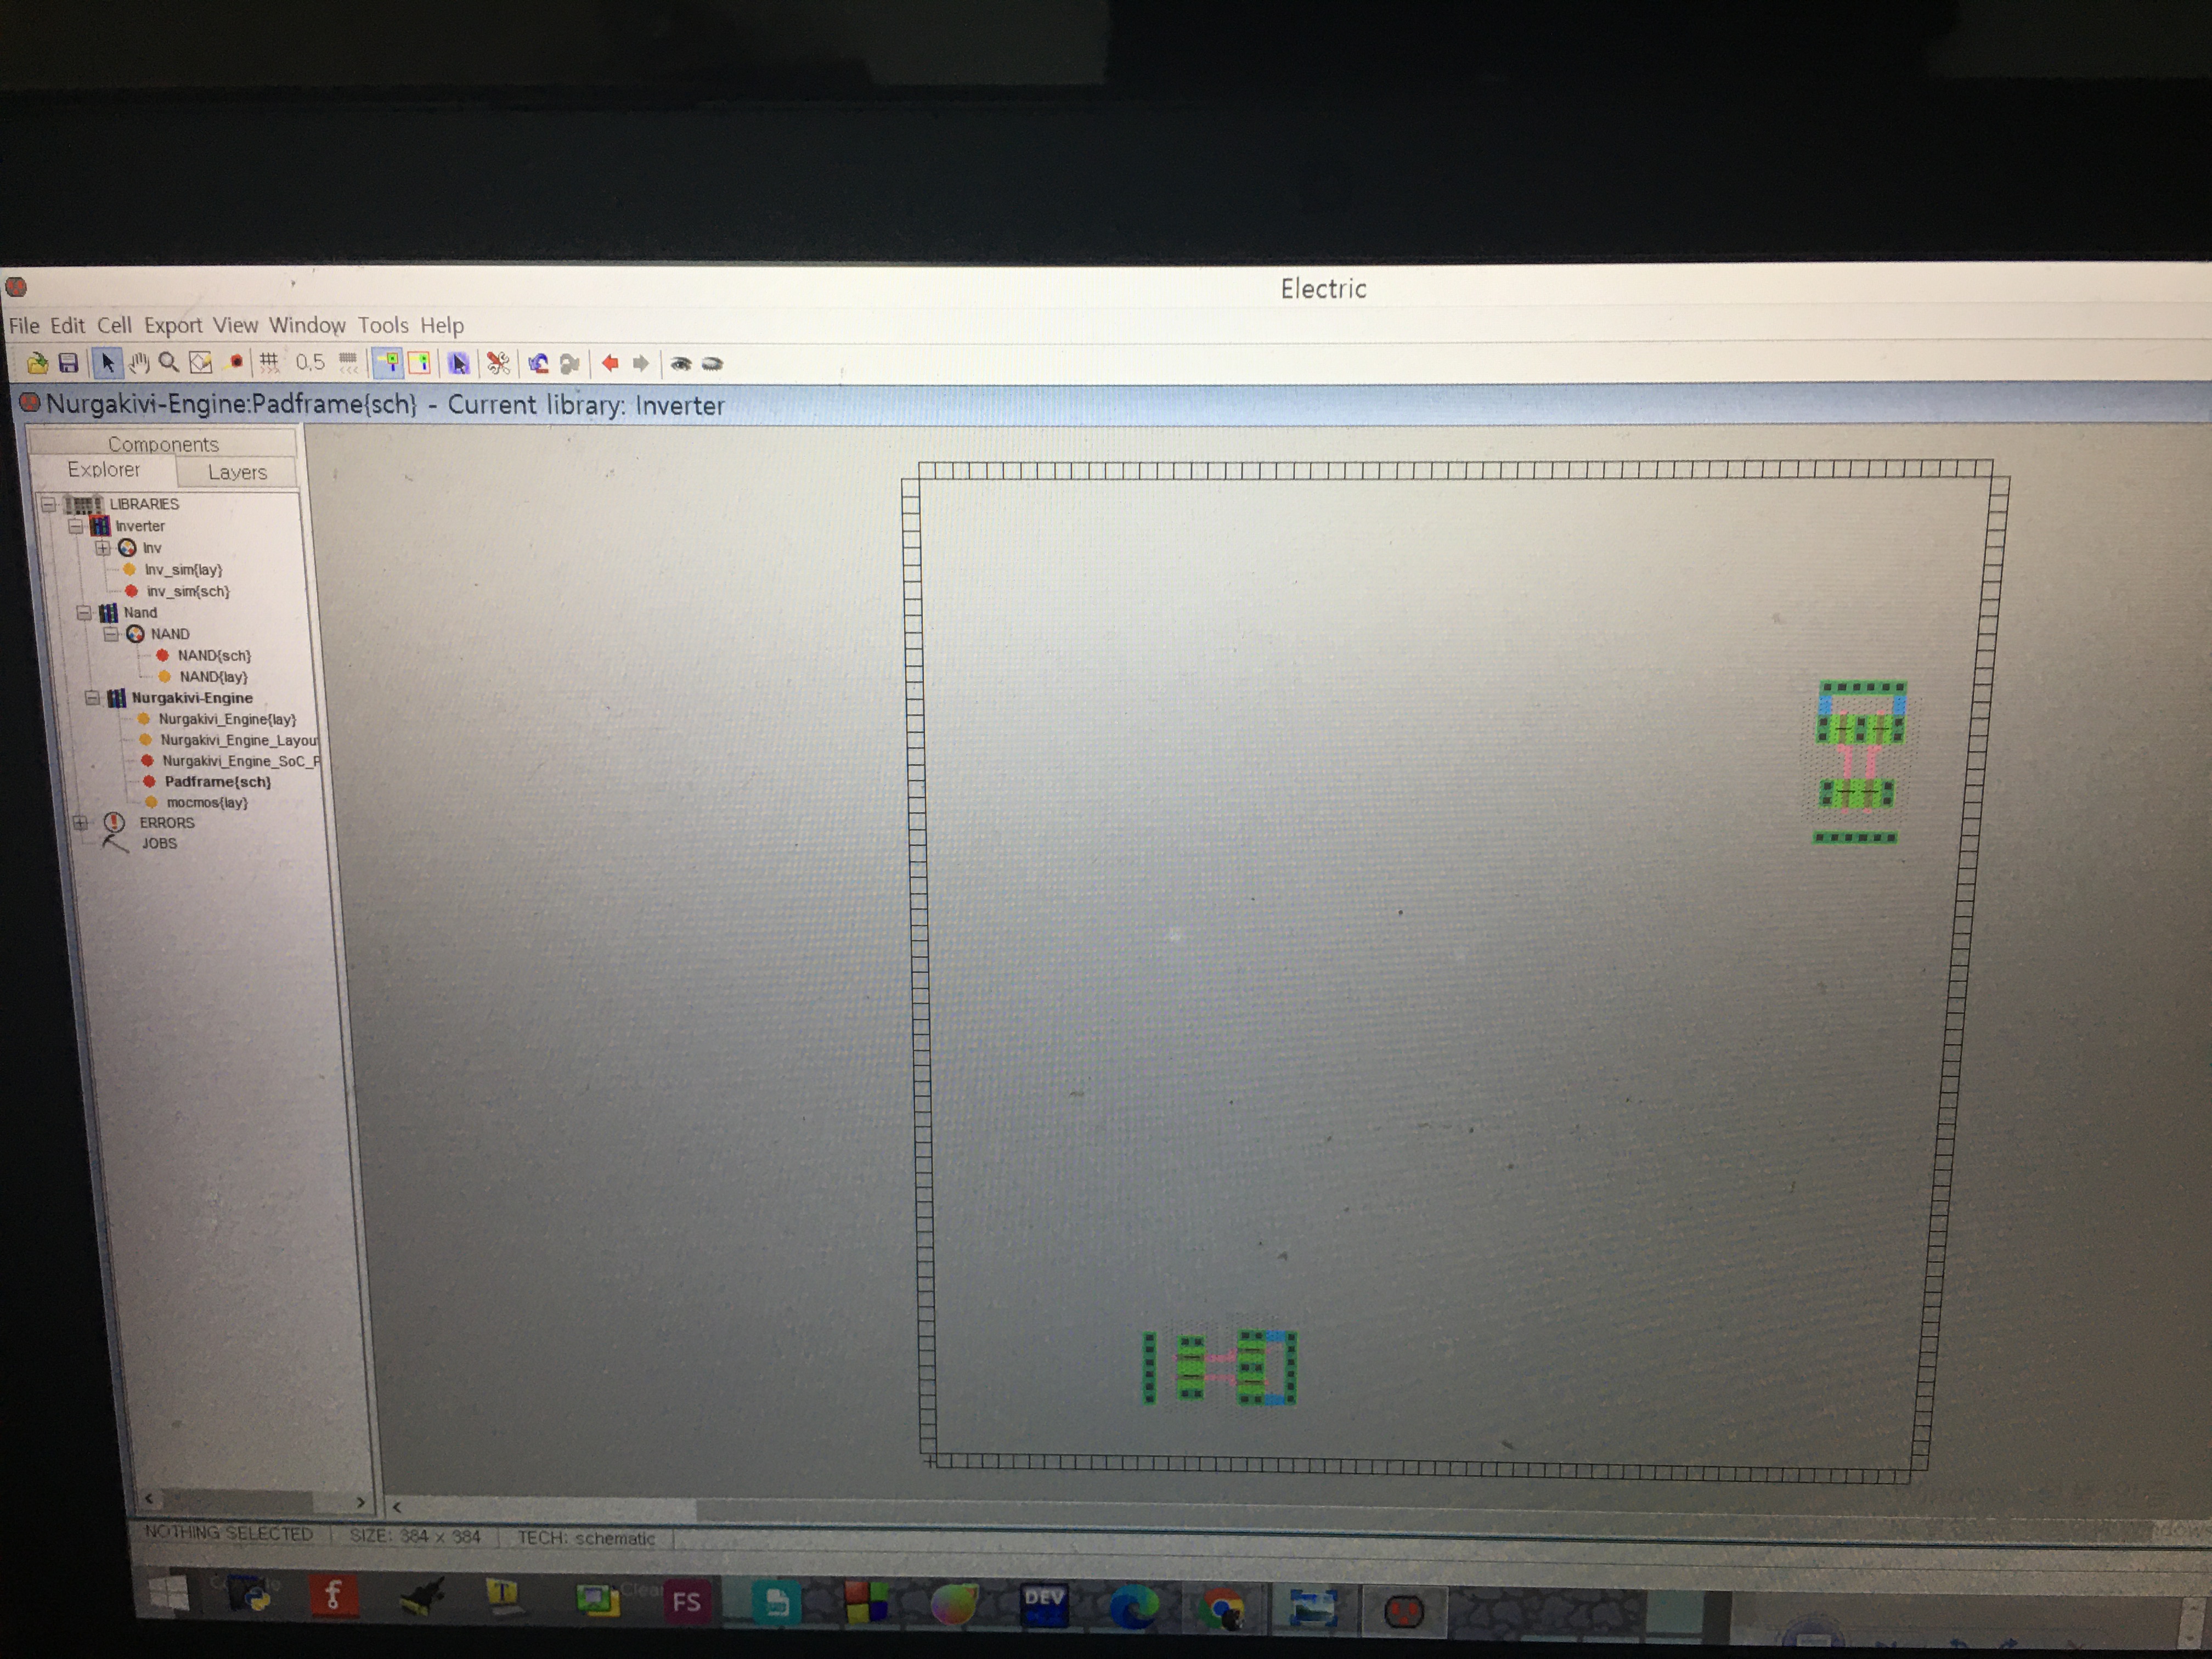 Electric
File Edit Cell Export View Window Tools Help
0.5
Nurgakivi-Engine:Padframe{sch} - Current library: Inverter
Components
Explorer
Layers
LIBRARIES
Inverter
Inv
Inv_sim{lay}
inv_sim{sch}
Nand
NAND
NAND{sch}
NAND{lay}
Nurgakivi-Engine
Nurgakivi_Engine{lay}
Nurgakivi_Engine_Layou
Nurgakivi_Engine_SoC_P
Padframe{sch}
mocmos{lay}
ERRORS
JOBS
NOTHING SELECTED
SIZE: 384 x 384
TECH: schematic
FS
DEV